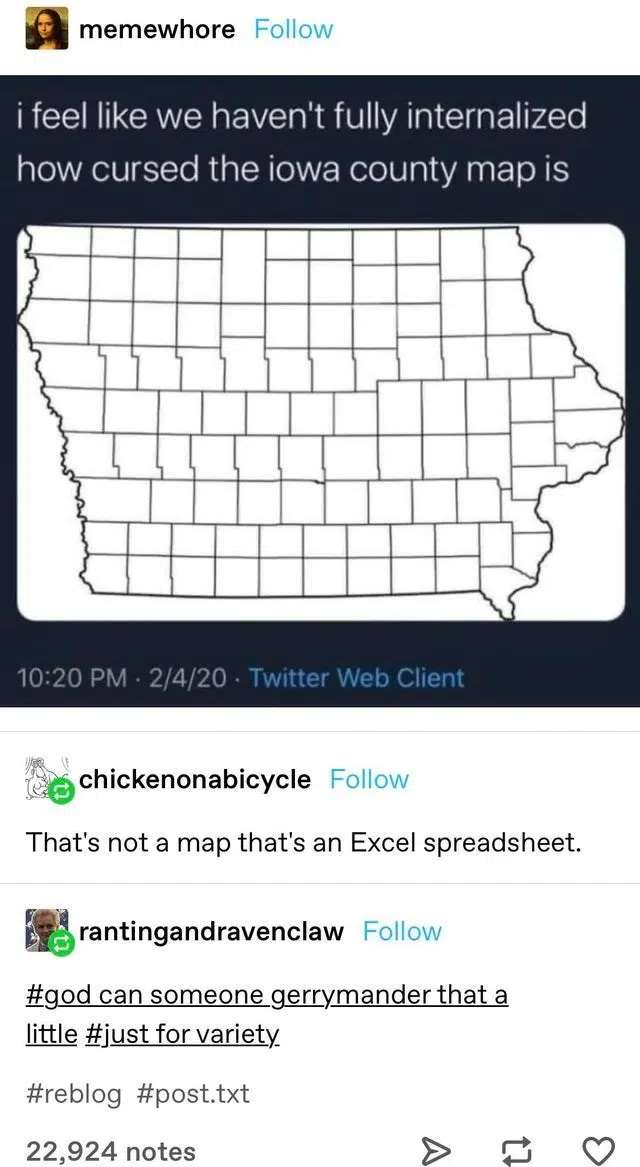 memewhore Follow
i feel like we haven't fully internalized
how cursed the iowa county map is
10:20 PM · 2/4/20 · Twitter Web Client
chickenonabicycle Follow
That's not a map that's an Excel spreadsheet.
rantingandravenclaw Follow
#god can someone gerrymander that a
little #just for variety
#reblog #post.txt
22,924 notes